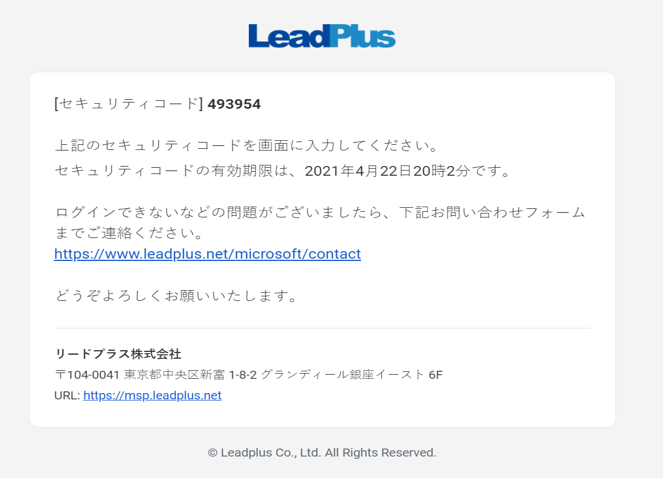 LeadPlus
[セキュリティコード] 493954
上記のセキュリティコードを画面に入力してください。
セキュリティコードの有効期限は、2021年4月22日20時2分です。
ログインできないなどの問題がございましたら、下記お問い合わせフォーム
までご連絡ください。
https://www.leadplus.net/microsoft/contact
どうぞよろしくお願いいたします。
リードプラス株式会社
〒104-0041 東京都中央区新富 1-8-2 グランディール銀座イースト 6F
URL: https://msp.leadplus.net
© Leadplus Co., Ltd. All Rights Reserved.